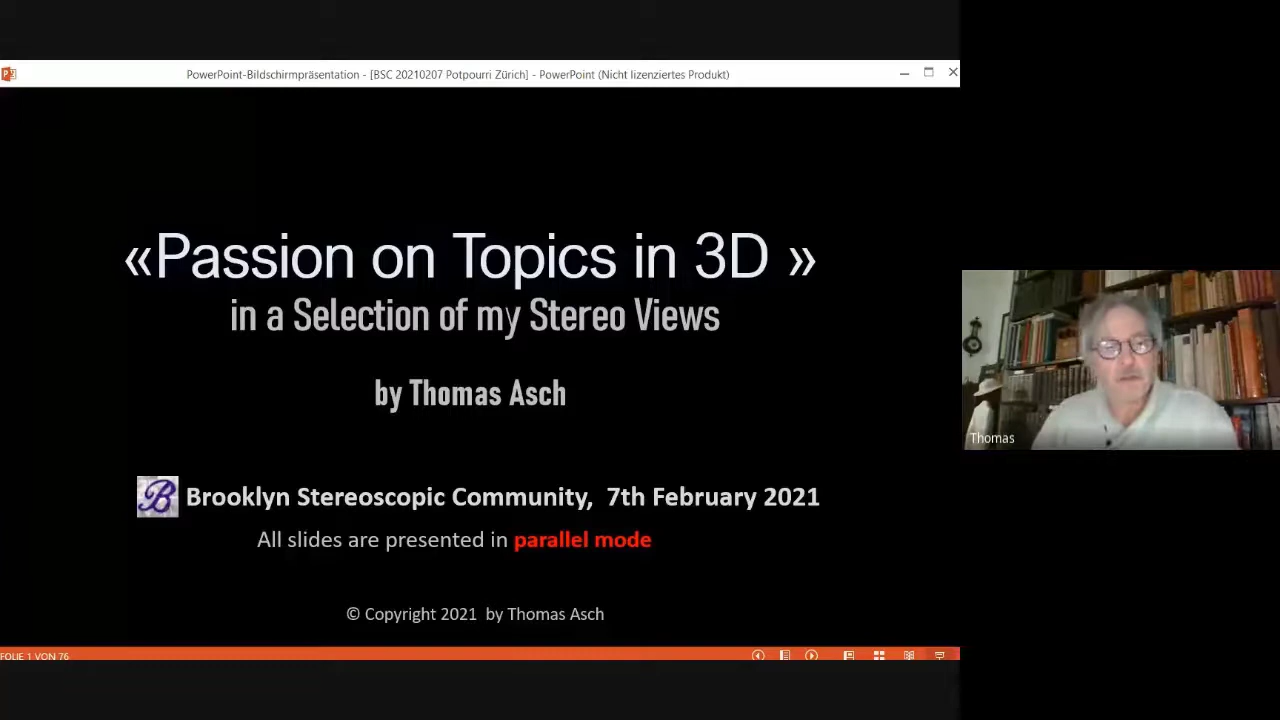 PowerPoint-Bildschirmpräsentation - [BSC 20210207 Potpourri Zürich] - PowerPoint (Nicht lizenziertes Produkt)
«Passion on Topics in 3D »
in a Selection of my Stereo Views
by Thomas Asch
B Brooklyn Stereoscopic Community, 7th February 2021
All slides are presented in parallel mode
© Copyright 2021 by Thomas Asch
FOLIE 1 VON 76
Thomas